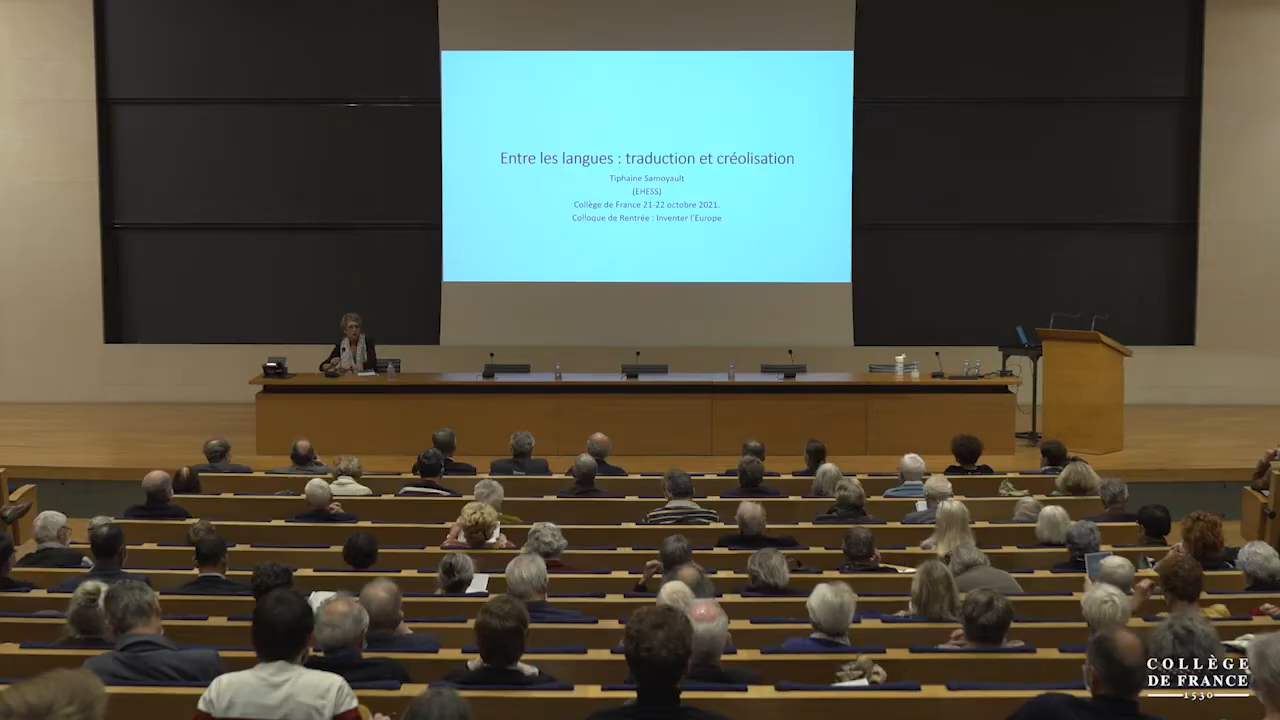 Entre les langues : traduction et créolisation
Tiphaine Samoyault
(EHESS)
Collège de France 21-22 octobre 2021.
Colloque de Rentrée : Inventer l'Europe
COLLÈGE
DE FRANCE
1530